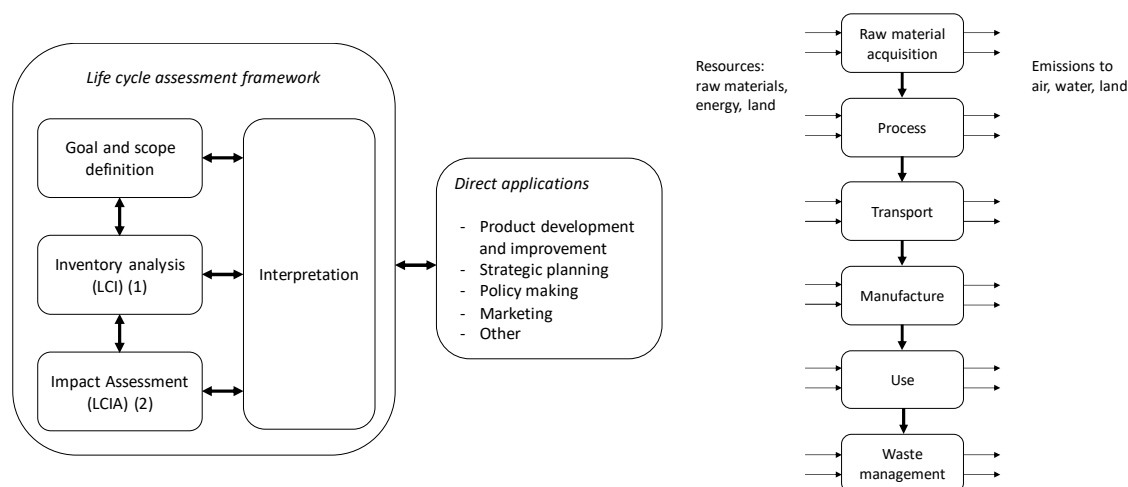 Life cycle assessment framework
Goal and scope
definition
Inventory analysis
(LCI) (1)
Impact Assessment
(LCIA) (2)
Interpretation
Direct applications
- Product development
and improvement
- Strategic planning
- Policy making
- Marketing
- Other
Resources:
raw materials,
energy, land
Raw material
acquisition
Process
Transport
Manufacture
Use
Waste
management
Emissions to
air, water, land